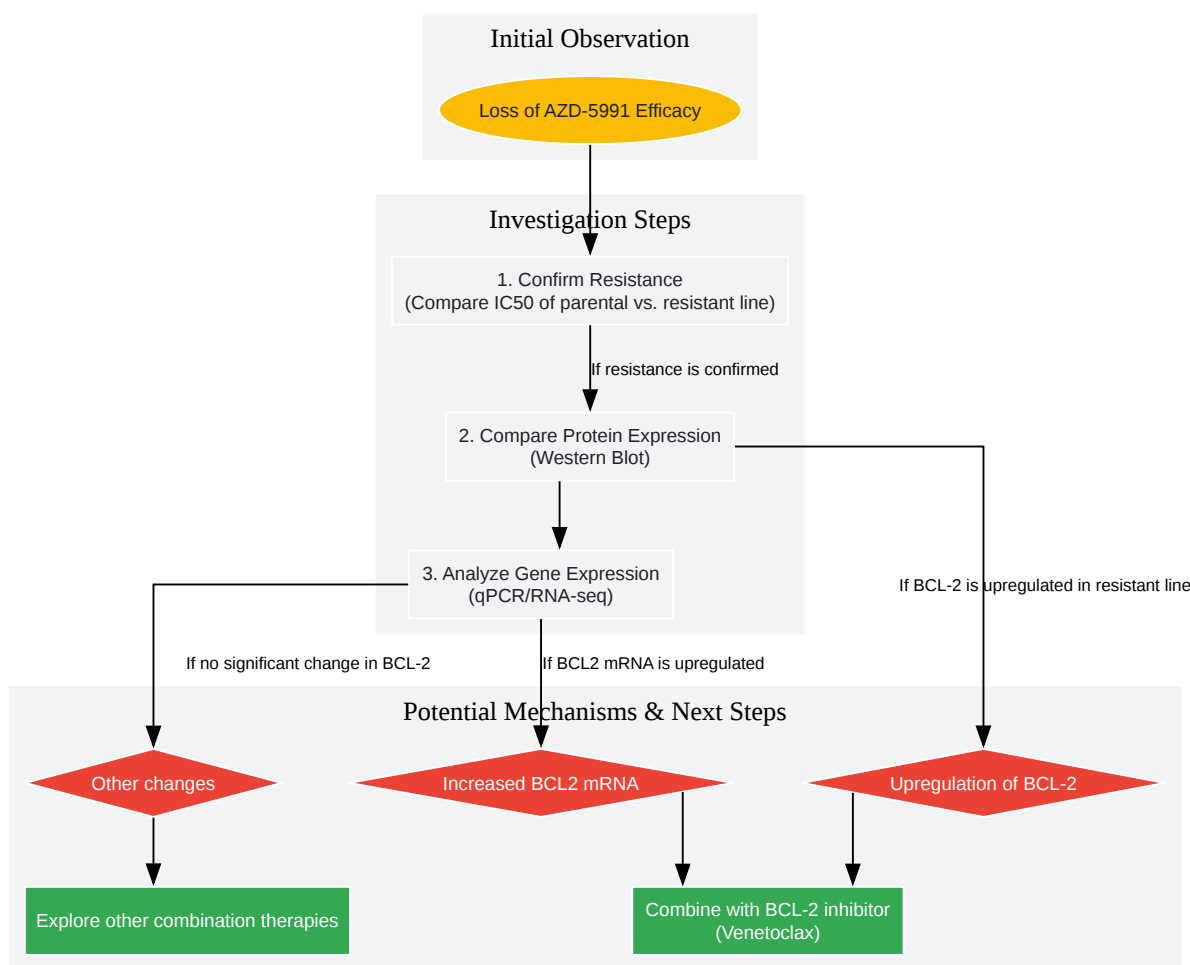 Initial Observation
Loss of AZD-5991 Efficacy
Investigation Steps
1. Confirm Resistance
(Compare IC50 of parental vs. resistant line)
If resistance is confirmed
2. Compare Protein Expression
(Western Blot)
3. Analyze Gene Expression
(qPCR/RNA-seq)
If BCL-2 is upregulated in resistant line
If no significant change in BCL-2
If BCL2 mRNA is upregulated
Potential Mechanisms & Next Steps
Other changes
Increased BCL2 mRNA
Upregulation of BCL-2
Explore other combination therapies
Combine with BCL-2 inhibitor
(Venetoclax)